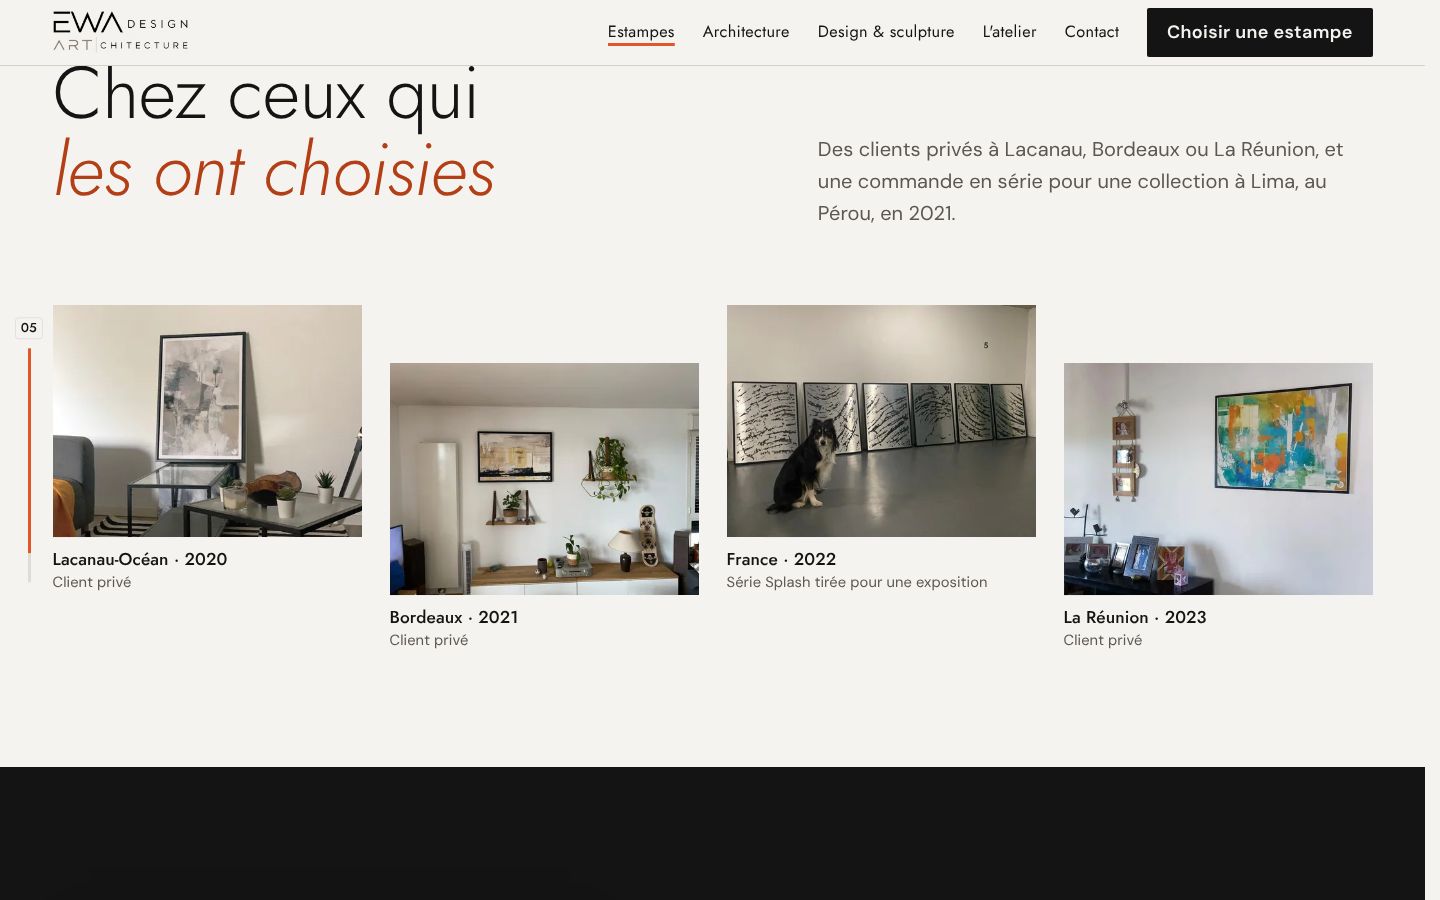 EWA DESIGN
ART CHITECTURE
Estampes
Architecture
Design & sculpture
L'atelier
Contact
Choisir une estampe
Chez ceux qui
les ont choisies
Des clients privés à Lacanau, Bordeaux ou La Réunion, et
une commande en série pour une collection à Lima, au
Pérou, en 2021.
05
5
Lacanau-Océan · 2020
Client privé
Bordeaux · 2021
Client privé
France · 2022
Série Splash tirée pour une exposition
La Réunion · 2023
Client privé